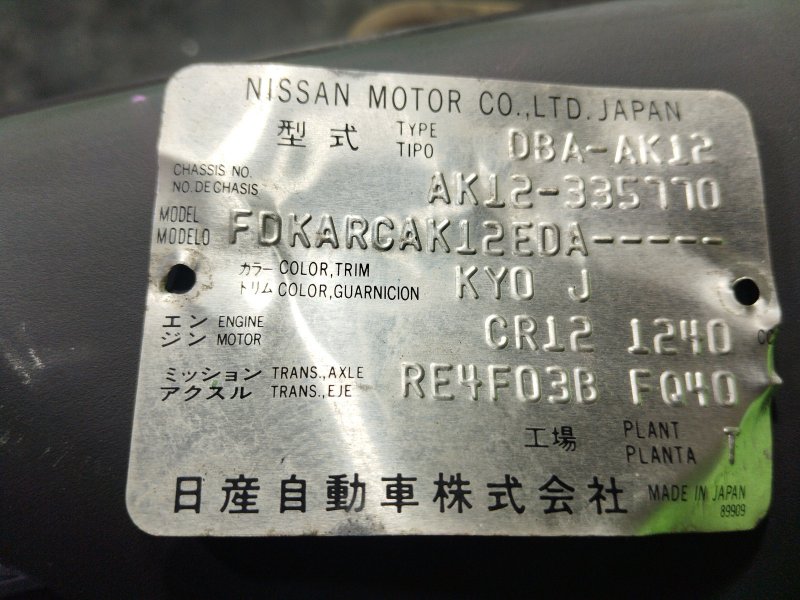 NISSAN MOTOR CO.,LTD. JAPAN
型式 TYPE TIPO DBA-AK12
CHASSIS NO. NO. DE CHASIS AK12-335770
MODEL MODELO FDKARCAK12EDA-----
カラー COLOR,TRIM
トリム COLOR,GUARNICION KY0 J
エンジン ENGINE MOTOR CR12 1240 CC
ミッション TRANS.,AXLE
アクスル TRANS.,EJE RE4F03B FQ40
工場 PLANT PLANTA T
日産自動車株式会社 MADE IN JAPAN
89909